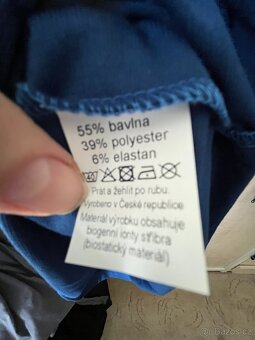 55% bavlna
39% polyester
6% elastan
Prát a žehlit po rubu.
Vyrobeno v České republice
Materiál výrobku obsahuje
biogenní ionty stříbra
(biostatický materiál)